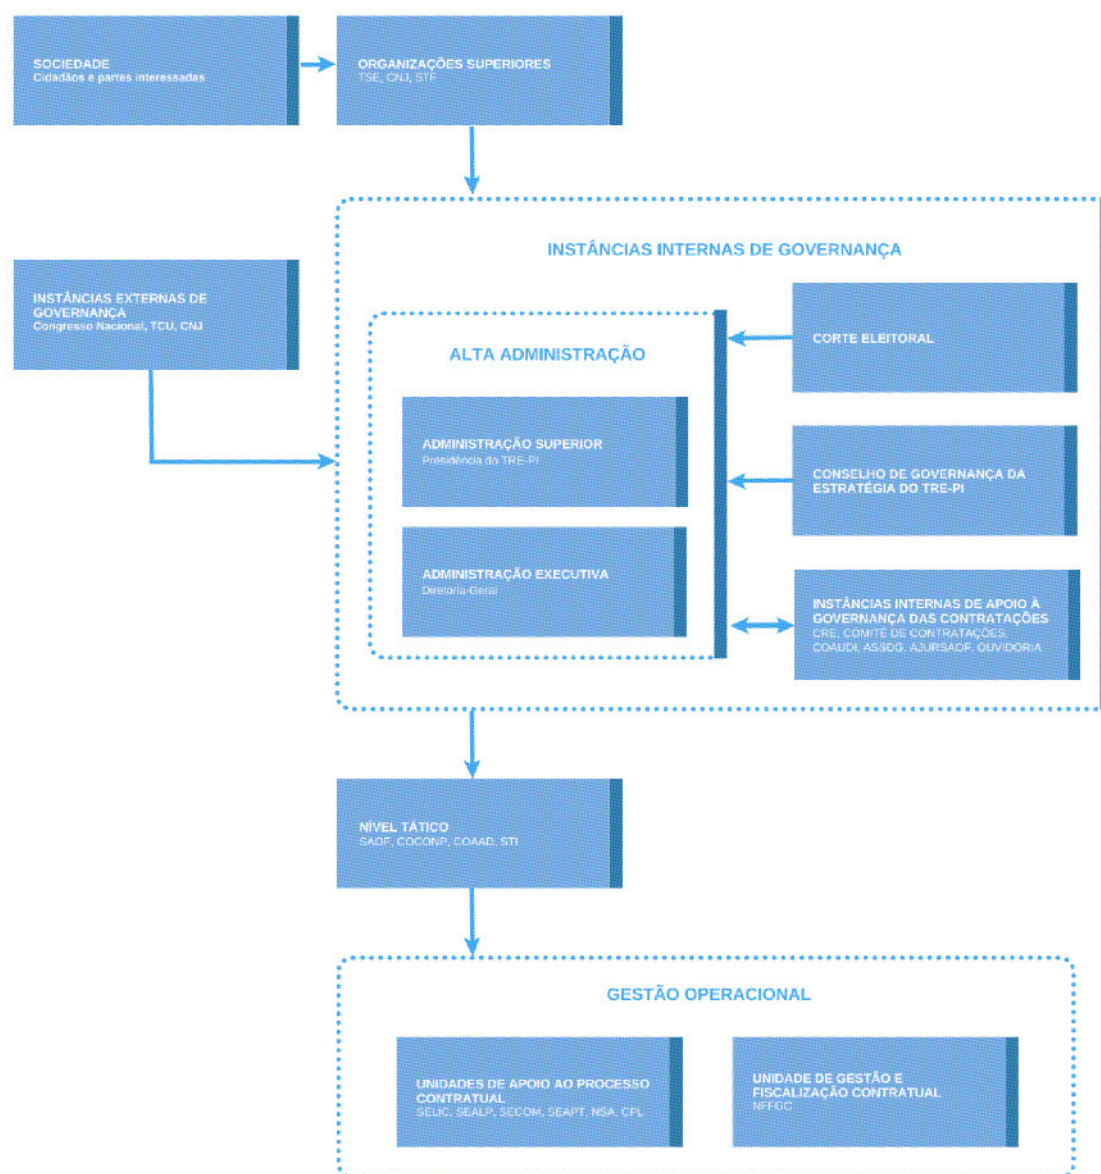 SOCIEDADE
Cidadãos e partes interessadas
ORGANIZAÇÕES SUPERIORES
TSE, CNJ, STF
INSTÂNCIAS INTERNAS DE GOVERNANÇA
INSTÂNCIAS EXTERNAS DE
GOVERNANÇA
Congresso Nacional, TCU, CNJ
ALTA ADMINISTRAÇÃO
ADMINISTRAÇÃO SUPERIOR
Presidência do TRE-PI
ADMINISTRAÇÃO EXECUTIVA
Diretoria-Geral
CORTE ELEITORAL
CONSELHO DE GOVERNANÇA DA
ESTRATÉGIA DO TRE-PI
INSTÂNCIAS INTERNAS DE APOIO À
GOVERNANÇA DAS CONTRATAÇÕES
CRE, COMITÊ DE CONTRATAÇÕES,
COAUDI, ASSDG, AJURSAOF, OUVIDORIA
NÍVEL TÁTICO
SAOF, COCONP, COAAD, STI
GESTÃO OPERACIONAL
UNIDADES DE APOIO AO PROCESSO
CONTRATUAL
SELIC, SEALP, SECOM, SEAPT, NSA, CPL
UNIDADE DE GESTÃO E
FISCALIZAÇÃO CONTRATUAL
NFFGC